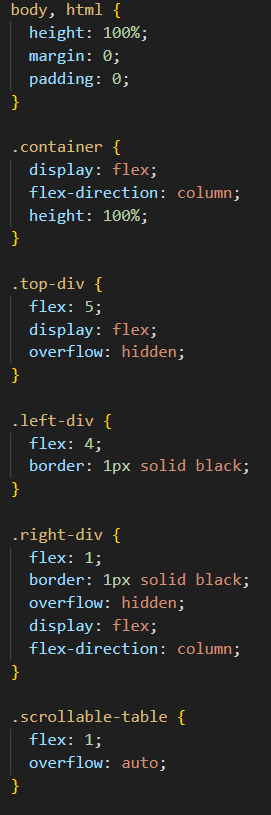 body, html {
  height: 100%;
  margin: 0;
  padding: 0;
}

.container {
  display: flex;
  flex-direction: column;
  height: 100%;
}

.top-div {
  flex: 5;
  display: flex;
  overflow: hidden;
}

.left-div {
  flex: 4;
  border: 1px solid black;
}

.right-div {
  flex: 1;
  border: 1px solid black;
  overflow: hidden;
  display: flex;
  flex-direction: column;
}

.scrollable-table {
  flex: 1;
  overflow: auto;
}